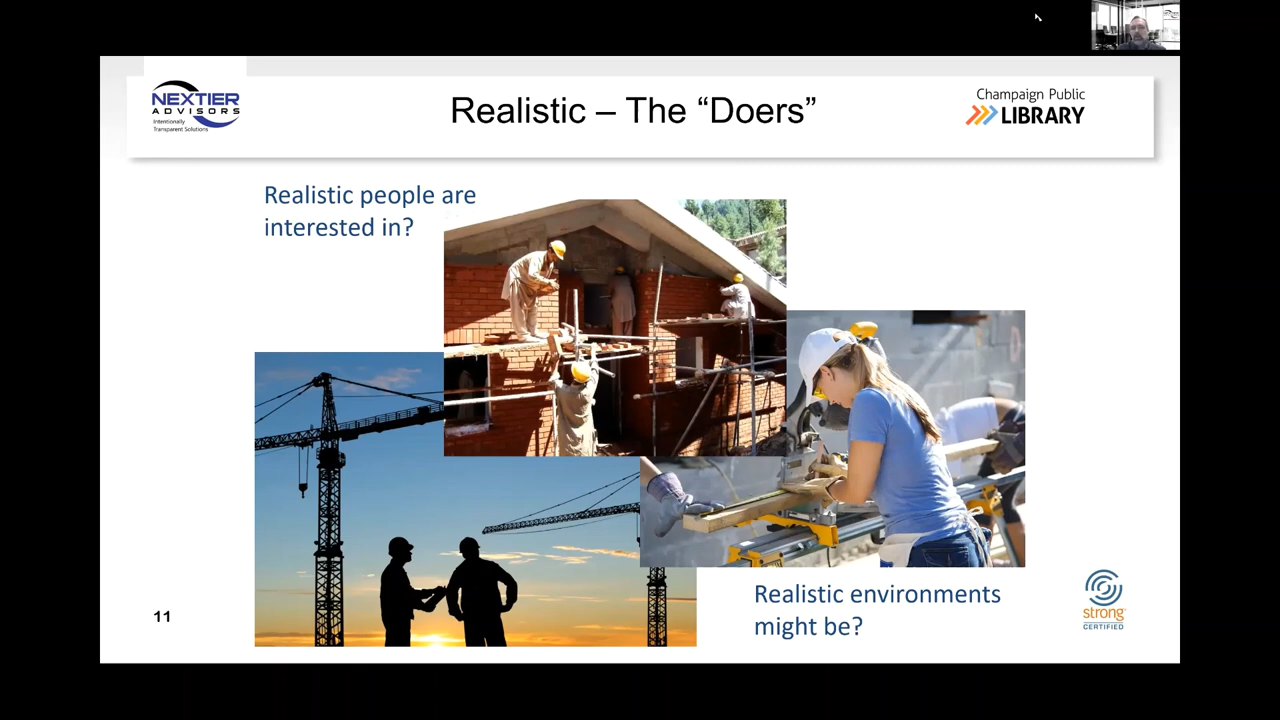 NEXTIER
ADVISORS
Intentionally
Transparent Solutions
Realistic – The “Doers”
Champaign Public
LIBRARY
Realistic people are
interested in?
Realistic environments
might be?
11
strong
CERTIFIED